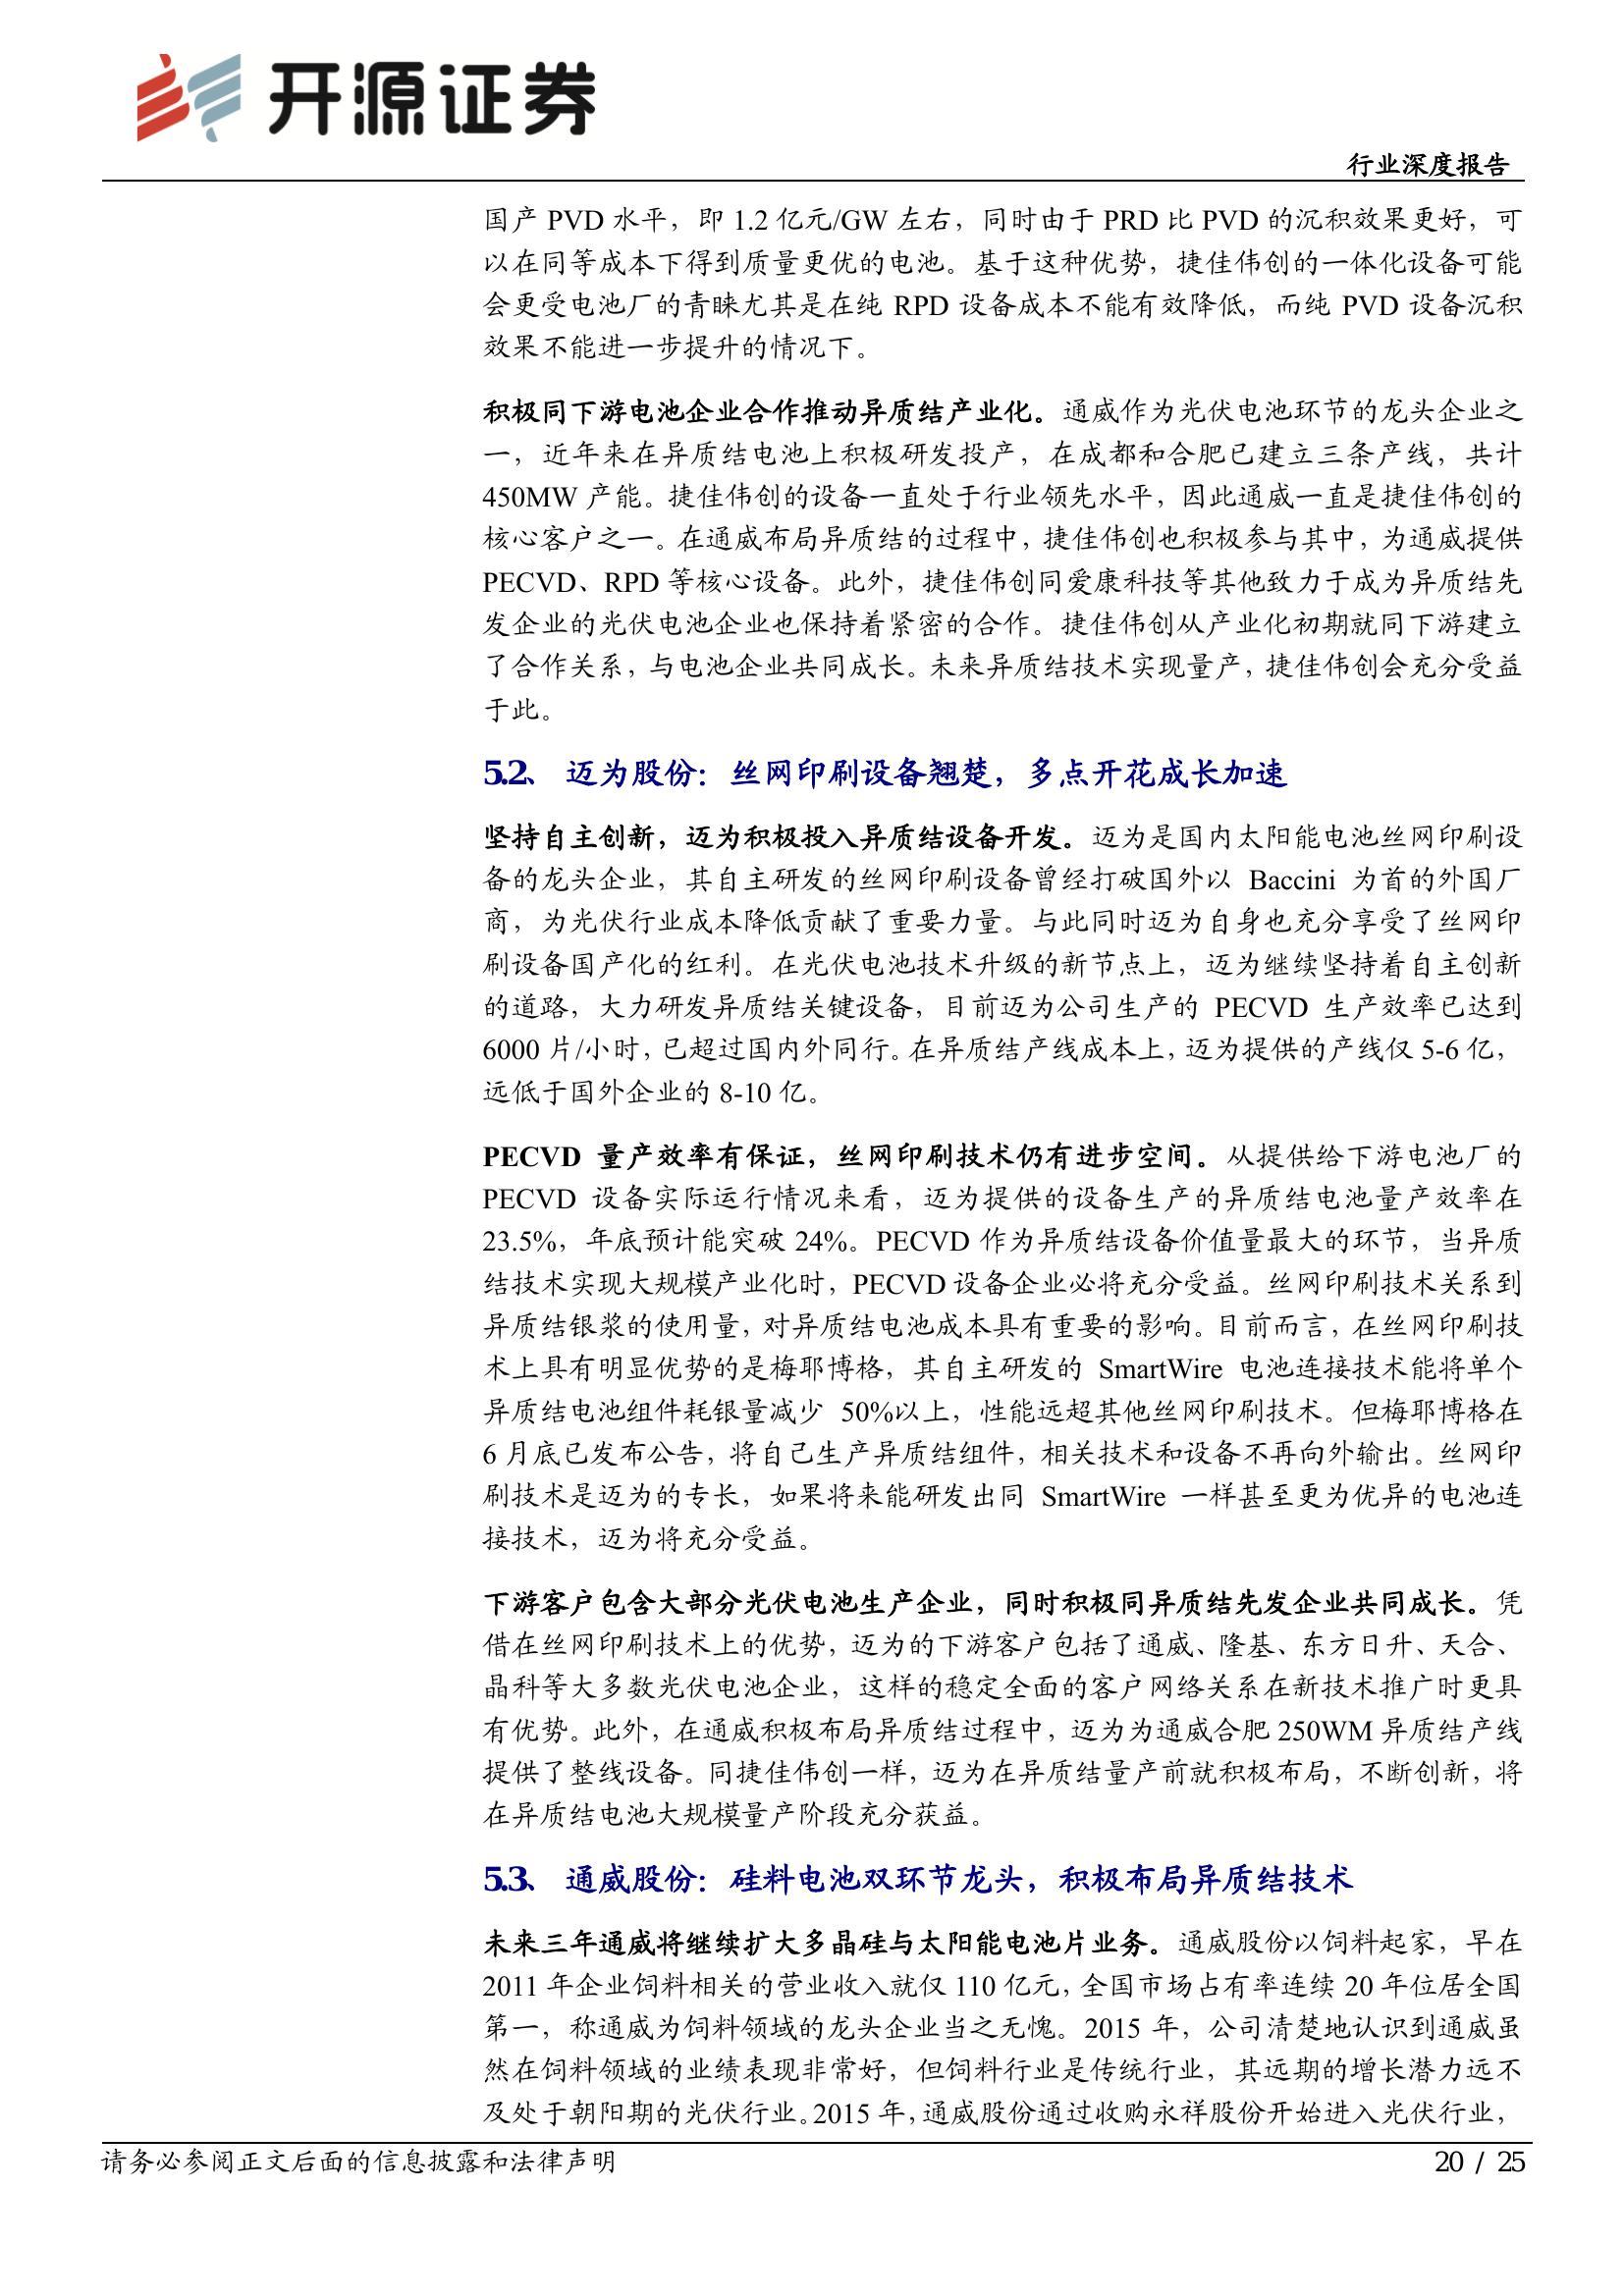 开源证券
行业深度报告
国产 PVD 水平，即 1.2 亿元/GW 左右，同时由于 PRD 比 PVD 的沉积效果更好，可
以在同等成本下得到质量更优的电池。基于这种优势，捷佳伟创的一体化设备可能
会更受电池厂的青睐尤其是在纯 RPD 设备成本不能有效降低，而纯 PVD 设备沉积
效果不能进一步提升的情况下。
积极同下游电池企业合作推动异质结产业化。通威作为光伏电池环节的龙头企业之
一，近年来在异质结电池上积极研发投产，在成都和合肥已建立三条产线，共计
450MW 产能。捷佳伟创的设备一直处于行业领先水平，因此通威一直是捷佳伟创的
核心客户之一。在通威布局异质结的过程中，捷佳伟创也积极参与其中，为通威提供
PECVD、RPD 等核心设备。此外，捷佳伟创同爱康科技等其他致力于成为异质结先
发企业的光伏电池企业也保持着紧密的合作。捷佳伟创从产业化初期就同下游建立
了合作关系，与电池企业共同成长。未来异质结技术实现量产，捷佳伟创会充分受益
于此。
5.2、 迈为股份：丝网印刷设备翘楚，多点开花成长加速
坚持自主创新，迈为积极投入异质结设备开发。迈为是国内太阳能电池丝网印刷设
备的龙头企业，其自主研发的丝网印刷设备曾经打破国外以 Baccini 为首的外国厂
商，为光伏行业成本降低贡献了重要力量。与此同时迈为自身也充分享受了丝网印
刷设备国产化的红利。在光伏电池技术升级的新节点上，迈为继续坚持着自主创新
的道路，大力研发异质结关键设备，目前迈为公司生产的 PECVD 生产效率已达到
6000 片/小时，已超过国内外同行。在异质结产线成本上，迈为提供的产线仅 5-6 亿，
远低于国外企业的 8-10 亿。
PECVD 量产效率有保证，丝网印刷技术仍有进步空间。从提供给下游电池厂的
PECVD 设备实际运行情况来看，迈为提供的设备生产的异质结电池量产效率在
23.5%，年底预计能突破 24%。PECVD 作为异质结设备价值量最大的环节，当异质
结技术实现大规模产业化时，PECVD 设备企业必将充分受益。丝网印刷技术关系到
异质结银浆的使用量，对异质结电池成本具有重要的影响。目前而言，在丝网印刷技
术上具有明显优势的是梅耶博格，其自主研发的 SmartWire 电池连接技术能将单个
异质结电池组件耗银量减少 50%以上，性能远超其他丝网印刷技术。但梅耶博格在
6 月底已发布公告，将自己生产异质结组件，相关技术和设备不再向外输出。丝网印
刷技术是迈为的专长，如果将来能研发出同 SmartWire 一样甚至更为优异的电池连
接技术，迈为将充分受益。
下游客户包含大部分光伏电池生产企业，同时积极同异质结先发企业共同成长。凭
借在丝网印刷技术上的优势，迈为的下游客户包括了通威、隆基、东方日升、天合、
晶科等大多数光伏电池企业，这样的稳定全面的客户网络关系在新技术推广时更具
有优势。此外，在通威积极布局异质结过程中，迈为为通威合肥 250WM 异质结产线
提供了整线设备。同捷佳伟创一样，迈为在异质结量产前就积极布局，不断创新，将
在异质结电池大规模量产阶段充分获益。
5.3、 通威股份：硅料电池双环节龙头，积极布局异质结技术
未来三年通威将继续扩大多晶硅与太阳能电池片业务。通威股份以饲料起家，早在
2011 年企业饲料相关的营业收入就仅 110 亿元，全国市场占有率连续 20 年位居全国
第一，称通威为饲料领域的龙头企业当之无愧。2015 年，公司清楚地认识到通威虽
然在饲料领域的业绩表现非常好，但饲料行业是传统行业，其远期的增长潜力远不
及处于朝阳期的光伏行业。2015 年，通威股份通过收购永祥股份开始进入光伏行业，
请务必参阅正文后面的信息披露和法律声明
20 / 25